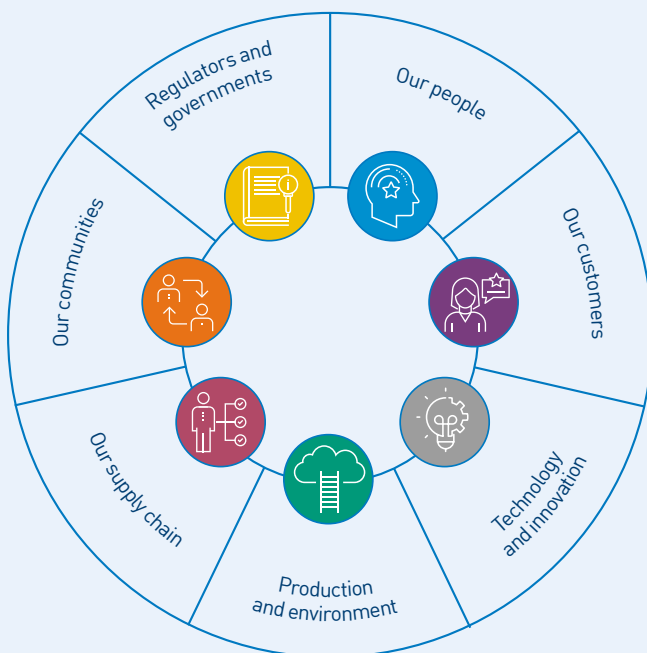 Regulators and
governments
Our people
Our customers
Technology
and innovation
Production
and environment
Our supply chain
Our communities